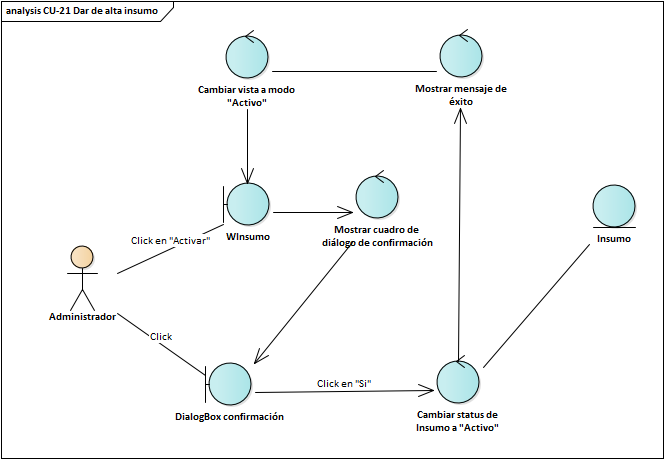 analysis CU-21 Dar de alta insumo
Cambiar vista a modo
"Activo"
Mostrar mensaje de
éxito
Click en "Activar"
WInsumo
Mostrar cuadro de
diálogo de confirmación
Insumo
Administrador
Click
DialogBox confirmación
Click en "Si"
Cambiar status de
Insumo a "Activo"